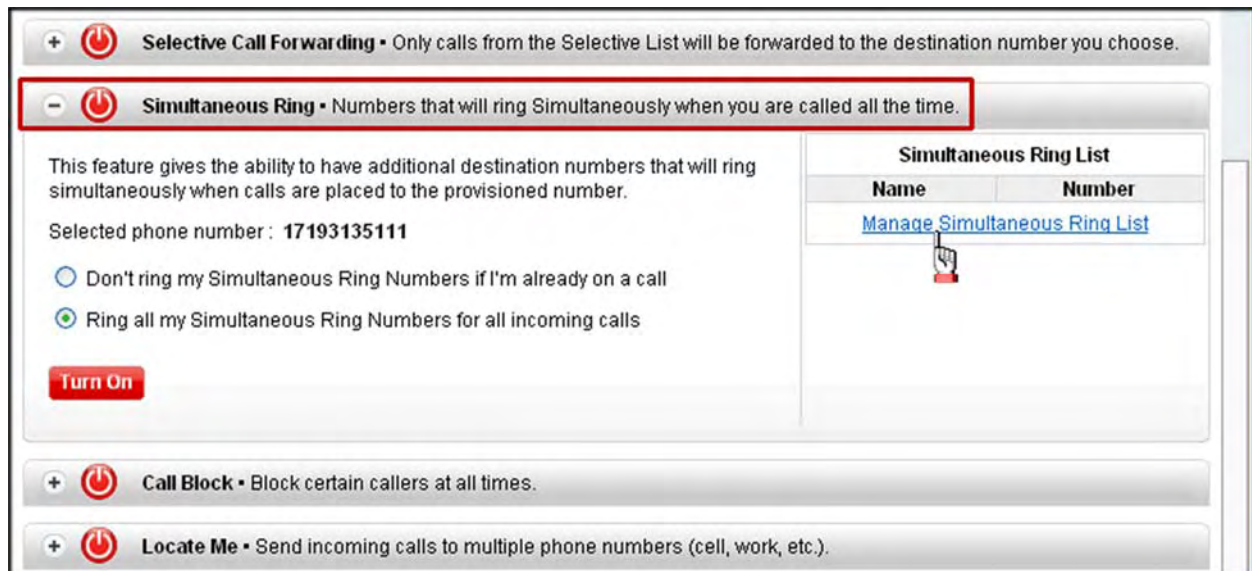 Selective Call Forwarding ▪ Only calls from the Selective List will be forwarded to the destination number you choose.
Simultaneous Ring ▪ Numbers that will ring Simultaneously when you are called all the time.
This feature gives the ability to have additional destination numbers that will ring
simultaneously when calls are placed to the provisioned number.
Selected phone number : 17193135111
Don't ring my Simultaneous Ring Numbers if I'm already on a call
Ring all my Simultaneous Ring Numbers for all incoming calls
Turn On
Simultaneous Ring List
Name Number
Manage Simultaneous Ring List
Call Block ▪ Block certain callers at all times.
Locate Me ▪ Send incoming calls to multiple phone numbers (cell, work, etc.).